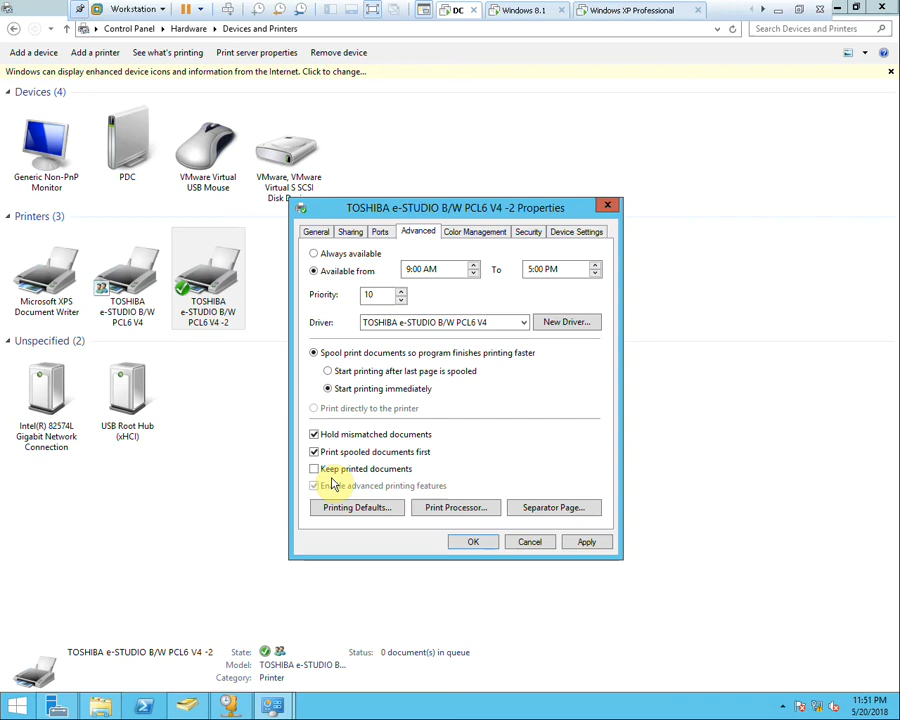 Workstation
DC
Windows 8.1
Windows XP Professional
Control Panel
Hardware
Devices and Printers
Search Devices and Printers
Add a device
Add a printer
See what's printing
Print server properties
Remove device
Windows can display enhanced device icons and information from the Internet. Click to change...
Devices (4)
Generic Non-PnP
Monitor
PDC
VMware Virtual
USB Mouse
VMware, VMware
Virtual S SCSI
Disk
Printers (3)
Microsoft XPS
Document Writer
TOSHIBA
e-STUDIO B/W
PCL6 V4
TOSHIBA
e-STUDIO B/W
PCL6 V4 -2
Unspecified (2)
Intel(R) 82574L
Gigabit Network
Connection
USB Root Hub
(xHCI)
TOSHIBA e-STUDIO B/W PCL6 V4 -2 Properties
General
Sharing
Ports
Advanced
Color Management
Security
Device Settings
Always available
Available from
9:00 AM
To
5:00 PM
Priority:
10
Driver:
TOSHIBA e-STUDIO B/W PCL6 V4
New Driver...
Spool print documents so program finishes printing faster
Start printing after last page is spooled
Start printing immediately
Print directly to the printer
Hold mismatched documents
Print spooled documents first
Keep printed documents
Enable advanced printing features
Printing Defaults...
Print Processor...
Separator Page...
OK
Cancel
Apply
TOSHIBA e-STUDIO B/W PCL6 V4 -2
State:
Status:
0 document(s) in queue
Model:
TOSHIBA e-STUDIO B...
Category:
Printer
11:51 PM
5/20/2018